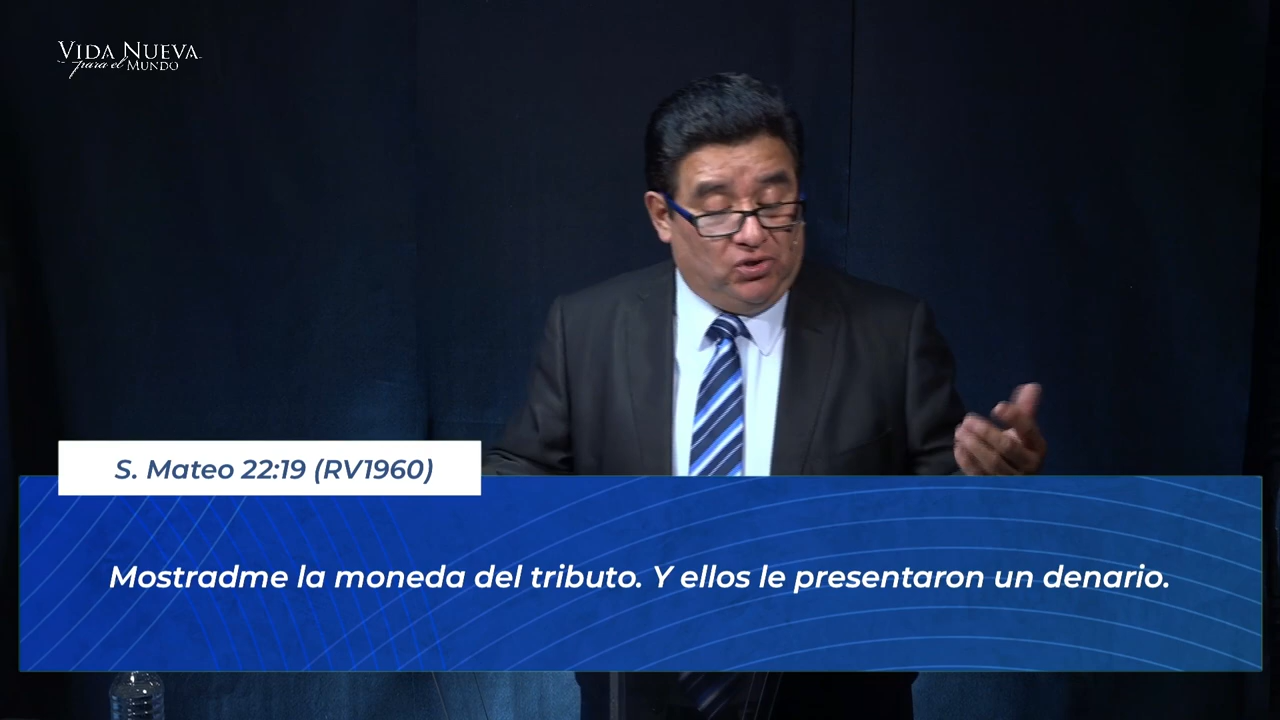 VIDA NUEVA
para el MUNDO
S. Mateo 22:19 (RV1960)
Mostradme la moneda del tributo. Y ellos le presentaron un denario.